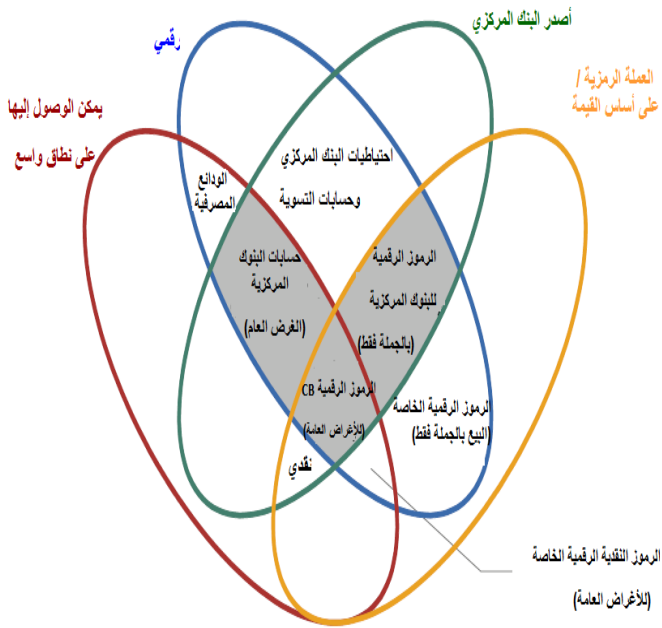 أصدر البنك المركزي
رقمي
العملة الرمزية /
على أساس القيمة
يمكن الوصول إليها
على نطاق واسع
احتياطيات البنك المركزي
وحسابات التسوية
الودائع
المصرفية
حسابات البنوك
المركزية
(الغرض العام)
الرموز الرقمية
للبنوك المركزية
(بالجملة فقط)
الرموز الرقمية CB
(للأغراض العامة)
نقدي
الرموز الرقمية الخاصة
(البيع بالجملة فقط)
الرموز النقدية الرقمية الخاصة
(للأغراض العامة)